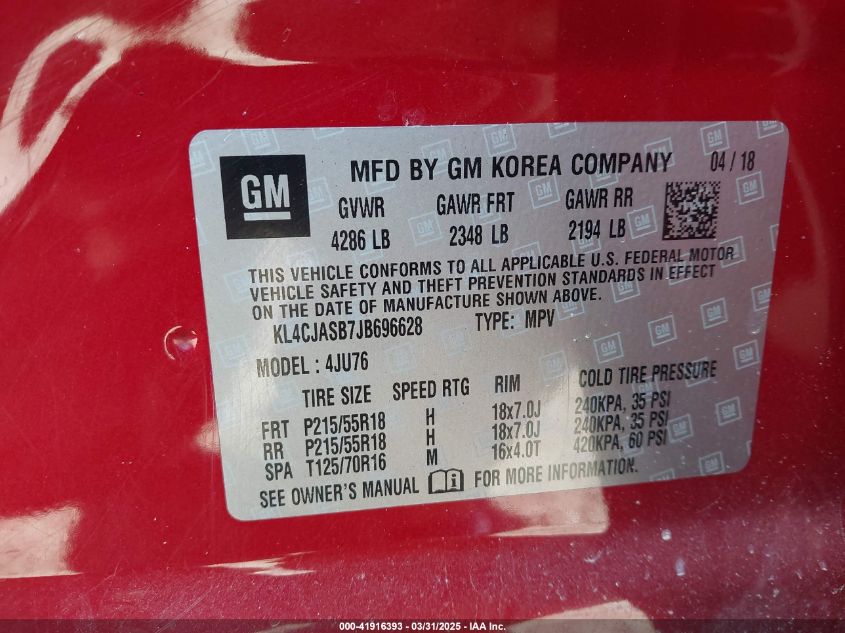 GM
MFD BY GM KOREA COMPANY 04 / 18
GVWR GAWR FRT GAWR RR
4286 LB 2348 LB 2194 LB
THIS VEHICLE CONFORMS TO ALL APPLICABLE U.S. FEDERAL MOTOR
VEHICLE SAFETY AND THEFT PREVENTION STANDARDS IN EFFECT
ON THE DATE OF MANUFACTURE SHOWN ABOVE.
KL4CJASB7JB696628 TYPE: MPV
MODEL : 4JU76
TIRE SIZE SPEED RTG RIM COLD TIRE PRESSURE
FRT P215/55R18 H 18x7.0J 240KPA, 35 PSI
RR P215/55R18 H 18x7.0J 240KPA, 35 PSI
SPA T125/70R16 M 16x4.0T 420KPA, 60 PSI
SEE OWNER'S MANUAL FOR MORE INFORMATION.
000-41916393 - 03/31/2025 - IAA Inc.